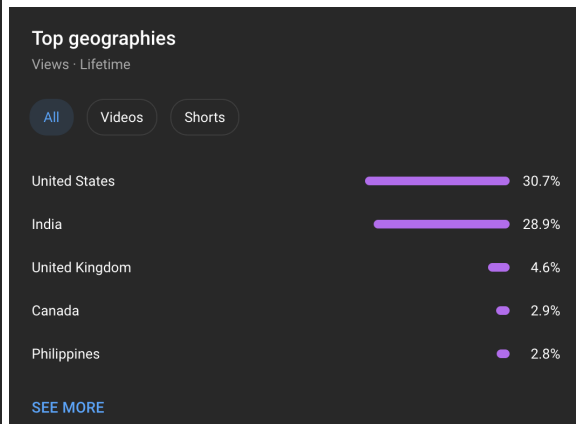 Top geographies
Views · Lifetime
All Videos Shorts
United States 30.7%
India 28.9%
United Kingdom 4.6%
Canada 2.9%
Philippines 2.8%
SEE MORE